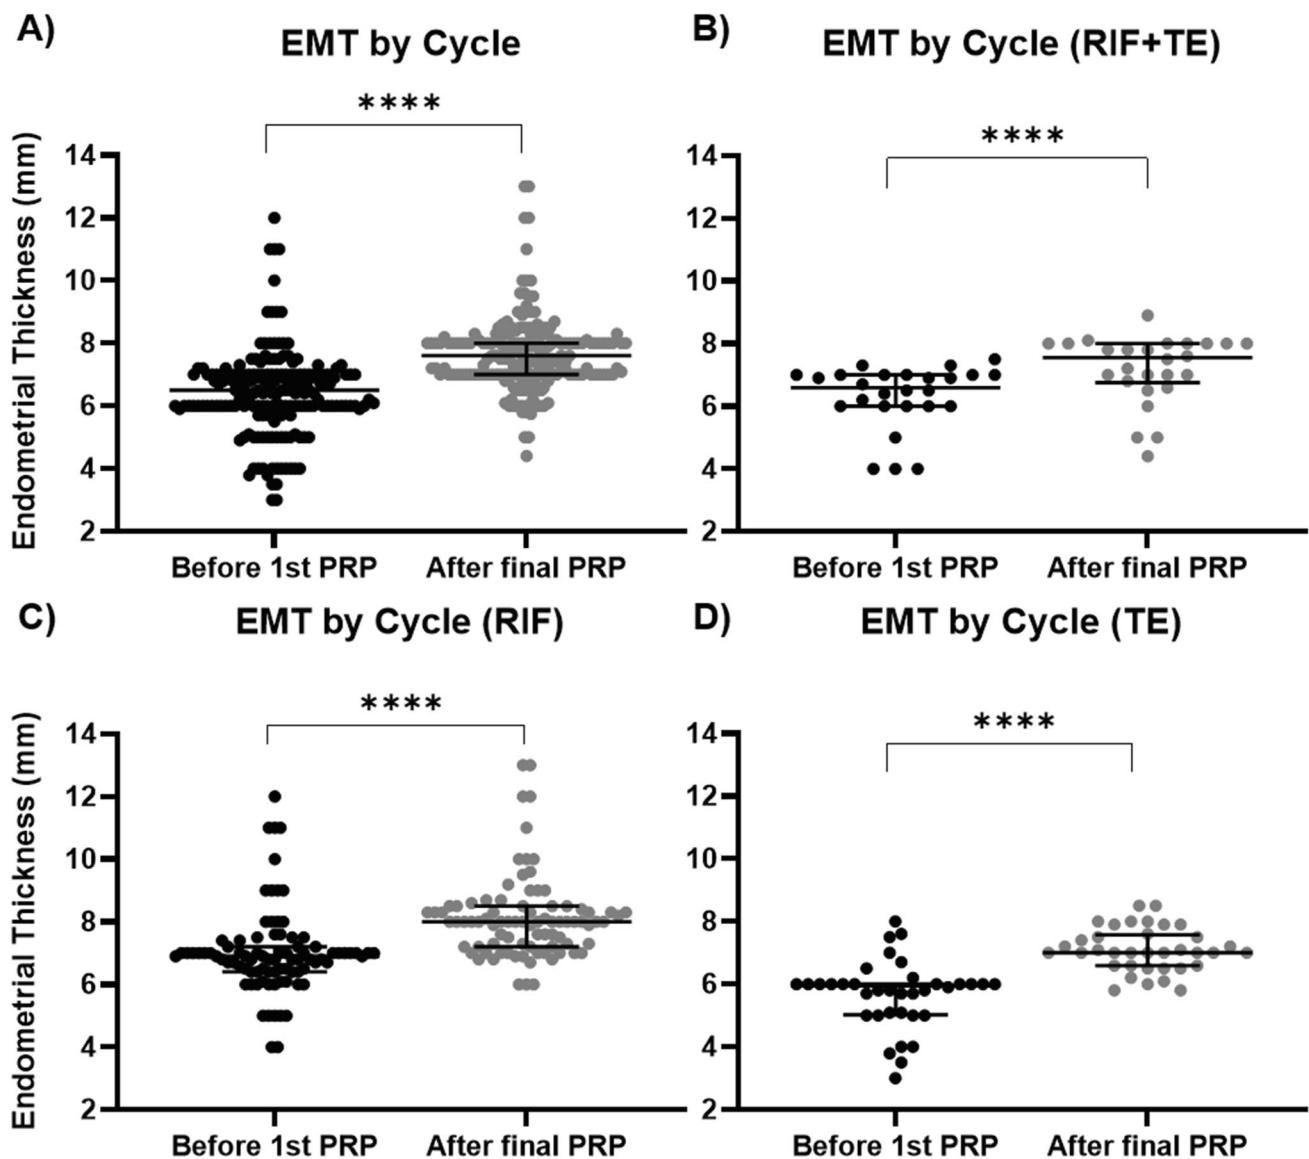 A)
EMT by Cycle
****
Endometrial Thickness (mm)
14
12
10
8
6
4
2
Before 1st PRP
After final PRP
B)
EMT by Cycle (RIF+TE)
****
14
12
10
8
6
4
2
Before 1st PRP
After final PRP
C)
EMT by Cycle (RIF)
****
Endometrial Thickness (mm)
14
12
10
8
6
4
2
Before 1st PRP
After final PRP
D)
EMT by Cycle (TE)
****
14
12
10
8
6
4
2
Before 1st PRP
After final PRP